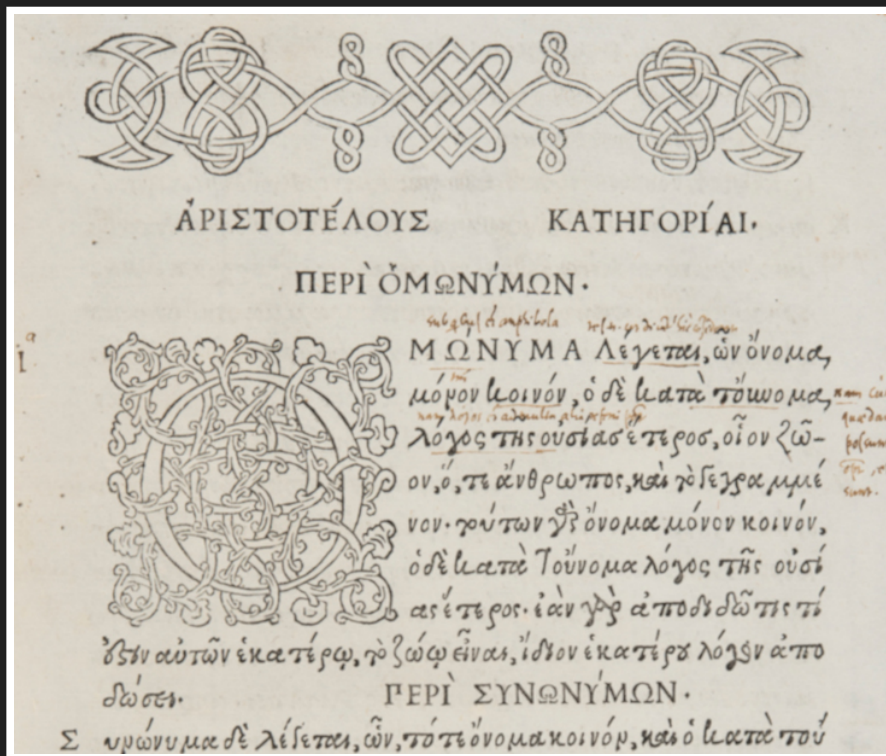 ἈΡΙΣΤΟΤΈΛΟΥΣ ΚΑΤΗΓΟΡΊΑΙ·
ΠΕΡῚ ὉΜΩΝΎΜΩΝ·
ΜΩΝΥΜΑ Λέγεται, ὧν ὄνομα
μόνον κοινόν, ὁ δὲ κατὰ τοὔνομα
λόγος τῆς οὐσίας ἕτερος, οἷον ζῶ-
ον, ὅ, τε ἄνθρωπος, καὶ τὸ γεγραμμέ
νον· τούτων γὰρ ὄνομα μόνον κοινόν,
ὁ δὲ κατὰ Τοὔνομα λόγος τῆς οὐσί
ας ἕτερος· ἐὰν γὰρ ἀποδιδῶ τις τί
ἐστιν αὐτῶν ἑκατέρῳ, τὸ ζώῳ εἶναι, ἴδιον ἑκατέρου λόγον ἀπο
δώσει· ΠΕΡῚ ΣΥΝΩΝΎΜΩΝ·
Συνώνυμα δὲ λέγεται, ὧν, τό τε ὄνομα κοινόν, καὶ ὁ κατὰ τοὔ